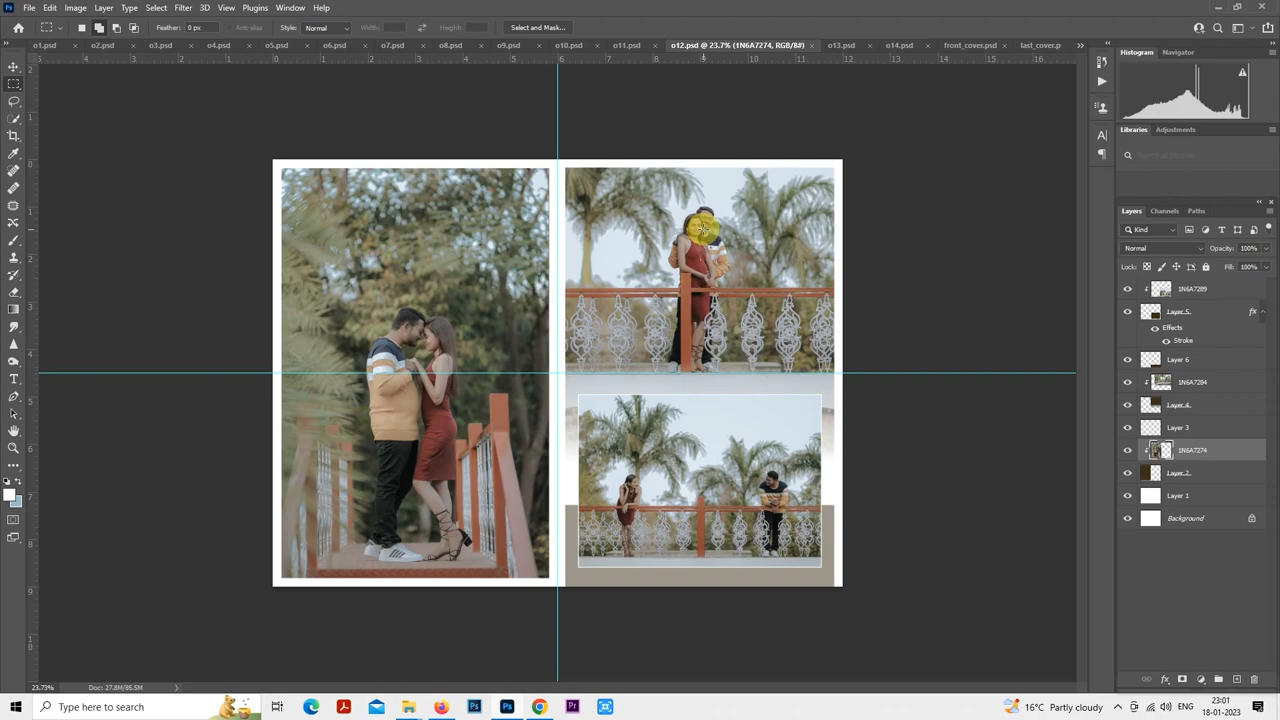 File Edit Image Layer Type Select Filter 3D View Plugins Window Help
Feather: 0 px Anti-alias Style: Normal Width: Height: Select and Mask...
o1.psd × o2.psd × o3.psd × o4.psd × o5.psd × o6.psd × o7.psd × o8.psd × o9.psd × o10.psd × o11.psd × o12.psd @ 23.7% (1N6A7274, RGB/8#) × o13.psd × o14.psd × front_cover.psd × last_cover.p
Histogram Navigator
Libraries Adjustments
Layers Channels Paths
Kind
Normal Opacity: 100%
Lock: Fill: 100%
1N6A7289
Layer 5 fx
Effects
Stroke
Layer 6
1N6A7284
Layer 4
Layer 3
1N6A7274
Layer 2
Layer 1
Background
23.73% Doc: 27.8M/85.5M
Type here to search
16°C Partly cloudy ENG 23:01
18-01-2023